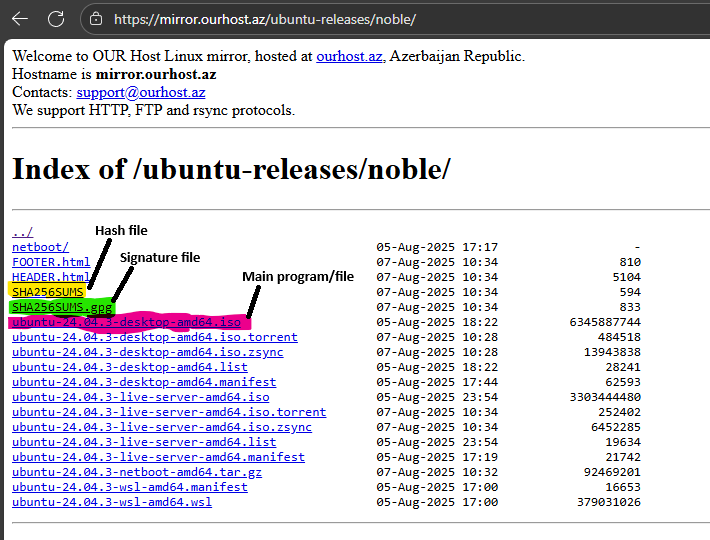 https://mirror.ourhost.az/ubuntu-releases/noble/
Welcome to OUR Host Linux mirror, hosted at ourhost.az, Azerbaijan Republic.
Hostname is mirror.ourhost.az
Contacts: support@ourhost.az
We support HTTP, FTP and rsync protocols.
Index of /ubuntu-releases/noble/
../
Hash file
netboot/ 05-Aug-2025 17:17 -
Signature file
FOOTER.html 07-Aug-2025 10:34 810
HEADER.html 07-Aug-2025 10:34 5104
Main program/file
SHA256SUMS 07-Aug-2025 10:34 594
SHA256SUMS.gpg 07-Aug-2025 10:34 833
ubuntu-24.04.3-desktop-amd64.iso 05-Aug-2025 18:22 6345887744
ubuntu-24.04.3-desktop-amd64.iso.torrent 07-Aug-2025 10:28 484518
ubuntu-24.04.3-desktop-amd64.iso.zsync 07-Aug-2025 10:28 13943838
ubuntu-24.04.3-desktop-amd64.list 05-Aug-2025 18:22 28241
ubuntu-24.04.3-desktop-amd64.manifest 05-Aug-2025 17:44 62593
ubuntu-24.04.3-live-server-amd64.iso 05-Aug-2025 23:54 3303444480
ubuntu-24.04.3-live-server-amd64.iso.torrent 07-Aug-2025 10:34 252402
ubuntu-24.04.3-live-server-amd64.iso.zsync 07-Aug-2025 10:34 6452285
ubuntu-24.04.3-live-server-amd64.list 05-Aug-2025 23:54 19634
ubuntu-24.04.3-live-server-amd64.manifest 05-Aug-2025 17:19 21742
ubuntu-24.04.3-netboot-amd64.tar.gz 07-Aug-2025 10:32 92469201
ubuntu-24.04.3-wsl-amd64.manifest 05-Aug-2025 17:00 16653
ubuntu-24.04.3-wsl-amd64.wsl 05-Aug-2025 17:00 379031026